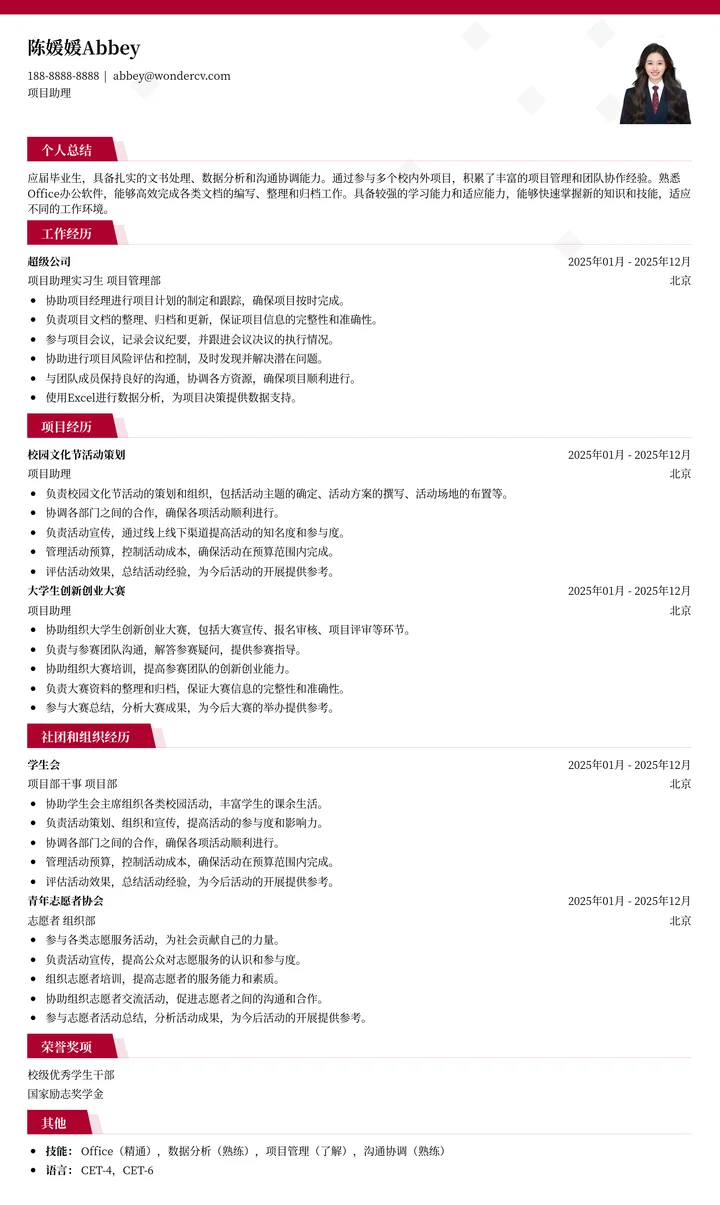 陈媛媛Abbey
188-8888-8888 | abbey@wondercv.com
项目助理
个人总结
应届毕业生，具备扎实的文书处理、数据分析和沟通协调能力。通过参与多个校内外项目，积累了丰富的项目管理和团队协作经验。熟悉
Office办公软件，能够高效完成各类文档的编写、整理和归档工作。具备较强的学习能力和适应能力，能够快速掌握新的知识和技能，适应
不同的工作环境。
工作经历
超级公司 2025年01月 - 2025年12月
项目助理实习生 项目管理部 北京
• 协助项目经理进行项目计划的制定和跟踪，确保项目按时完成。
• 负责项目文档的整理、归档和更新，保证项目信息的完整性和准确性。
• 参与项目会议，记录会议纪要，并跟进会议决议的执行情况。
• 协助进行项目风险评估和控制，及时发现并解决潜在问题。
• 与团队成员保持良好的沟通，协调各方资源，确保项目顺利进行。
• 使用Excel进行数据分析，为项目决策提供数据支持。
项目经历
校园文化节活动策划 2025年01月 - 2025年12月
项目助理 北京
• 负责校园文化节活动的策划和组织，包括活动主题的确定、活动方案的撰写、活动场地的布置等。
• 协调各部门之间的合作，确保各项活动顺利进行。
• 负责活动宣传，通过线上线下渠道提高活动的知名度和参与度。
• 管理活动预算，控制活动成本，确保活动在预算范围内完成。
• 评估活动效果，总结活动经验，为今后活动的开展提供参考。
大学生创新创业大赛 2025年01月 - 2025年12月
项目助理 北京
• 协助组织大学生创新创业大赛，包括大赛宣传、报名审核、项目评审等环节。
• 负责与参赛团队沟通，解答参赛疑问，提供参赛指导。
• 协助组织大赛培训，提高参赛团队的创新创业能力。
• 负责大赛资料的整理和归档，保证大赛信息的完整性和准确性。
• 参与大赛总结，分析大赛成果，为今后大赛的举办提供参考。
社团和组织经历
学生会 2025年01月 - 2025年12月
项目部干事 项目部 北京
• 协助学生会主席组织各类校园活动，丰富学生的课余生活。
• 负责活动策划、组织和宣传，提高活动的参与度和影响力。
• 协调各部门之间的合作，确保各项活动顺利进行。
• 管理活动预算，控制活动成本，确保活动在预算范围内完成。
• 评估活动效果，总结活动经验，为今后活动的开展提供参考。
青年志愿者协会 2025年01月 - 2025年12月
志愿者 组织部 北京
• 参与各类志愿服务活动，为社会贡献自己的力量。
• 负责活动宣传，提高公众对志愿服务的认识和参与度。
• 组织志愿者培训，提高志愿者的服务能力和素质。
• 协助组织志愿者交流活动，促进志愿者之间的沟通和合作。
• 参与志愿者活动总结，分析活动成果，为今后活动的开展提供参考。
荣誉奖项
校级优秀学生干部
国家励志奖学金
其他
• 技能： Office（精通），数据分析（熟练），项目管理（了解），沟通协调（熟练）
• 语言： CET-4，CET-6